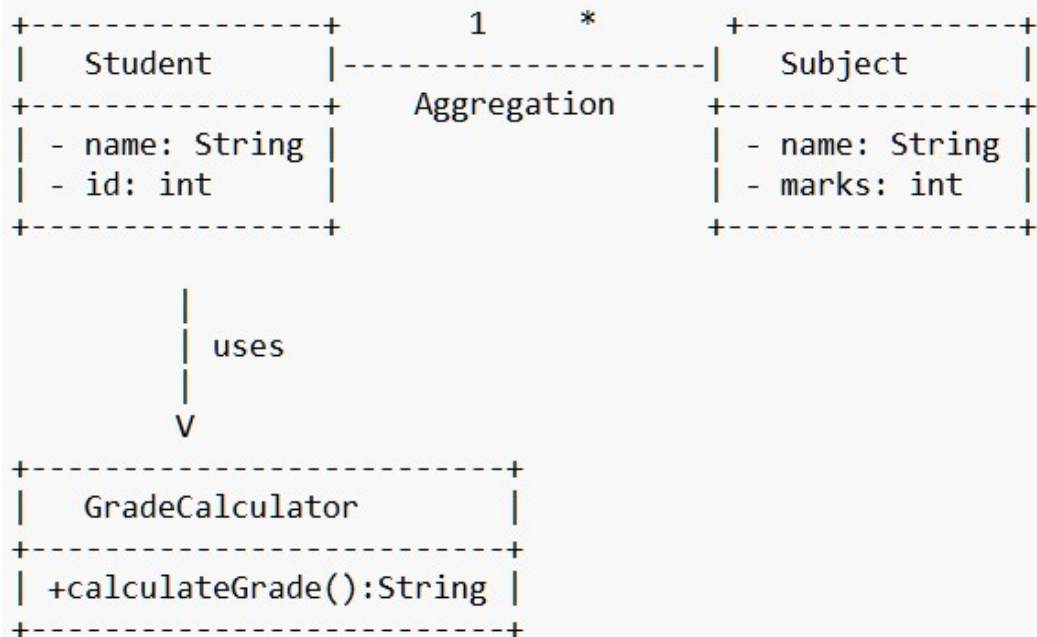 1 *
Student Subject
Aggregation
- name: String - name: String
- id: int - marks: int
uses
V
GradeCalculator
+calculateGrade():String